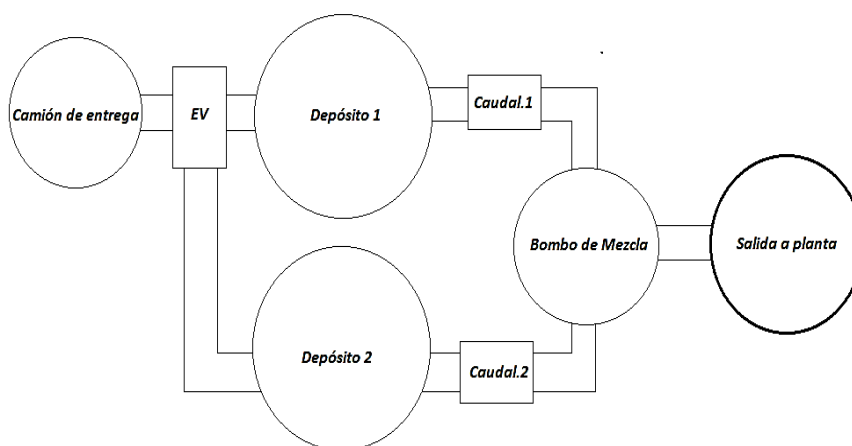 Camión de entrega
EV
Depósito 1
Caudal.1
Bombo de Mezcla
Salida a planta
Depósito 2
Caudal.2